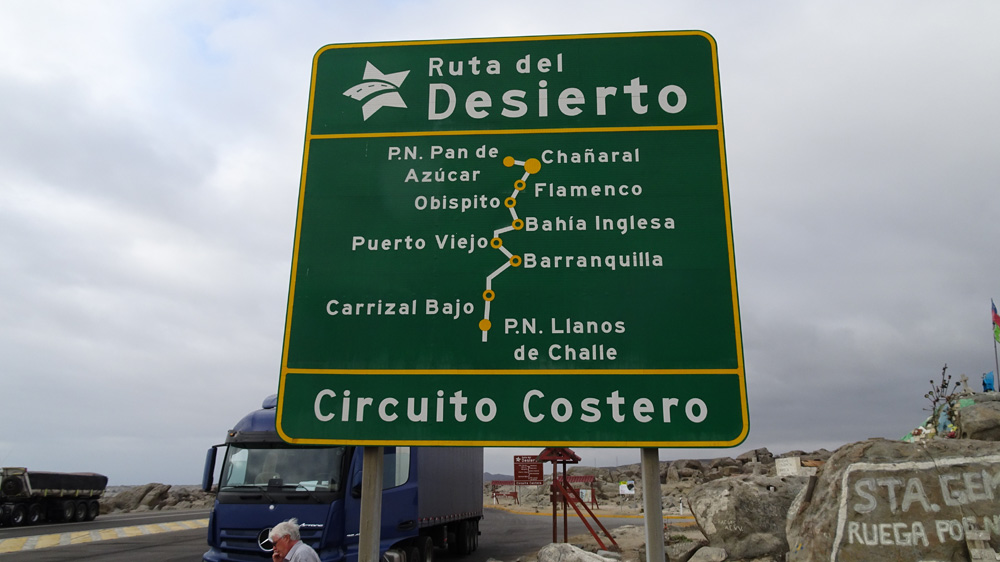 Ruta del
Desierto
P.N. Pan de
Azúcar
Chañaral
Flamenco
Obispito
Bahía Inglesa
Puerto Viejo
Barranquilla
Carrizal Bajo
P.N. Llanos
de Challe
Circuito Costero
Desierto
STA. GEM
RUEGA POR N